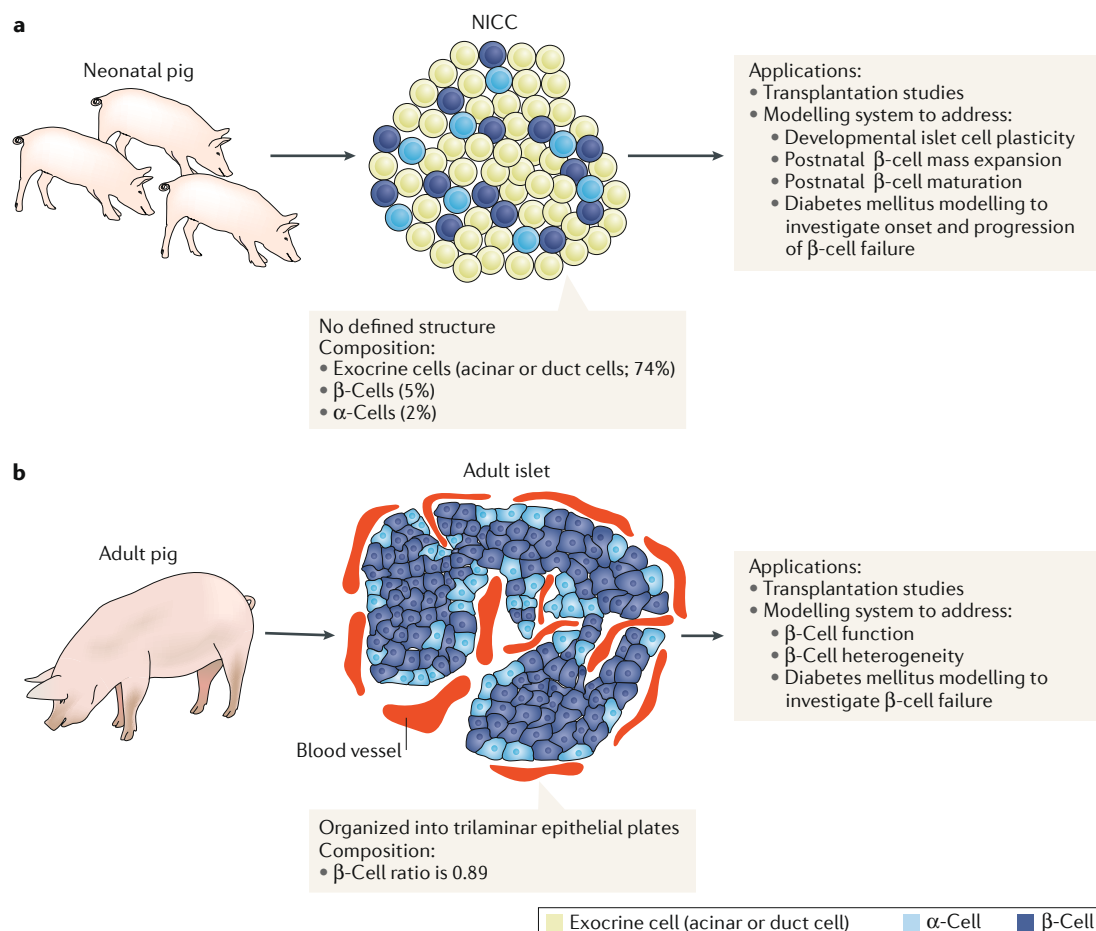 a
NICC
Neonatal pig
Applications:
• Transplantation studies
• Modelling system to address:
• Developmental islet cell plasticity
• Postnatal β-cell mass expansion
• Postnatal β-cell maturation
• Diabetes mellitus modelling to
investigate onset and progression
of β-cell failure
No defined structure
Composition:
• Exocrine cells (acinar or duct cells; 74%)
• β-Cells (5%)
• α-Cells (2%)
b
Adult islet
Adult pig
Blood vessel
Applications:
• Transplantation studies
• Modelling system to address:
• β-Cell function
• β-Cell heterogeneity
• Diabetes mellitus modelling to
investigate β-cell failure
Organized into trilaminar epithelial plates
Composition:
• β-Cell ratio is 0.89
Exocrine cell (acinar or duct cell) α-Cell β-Cell